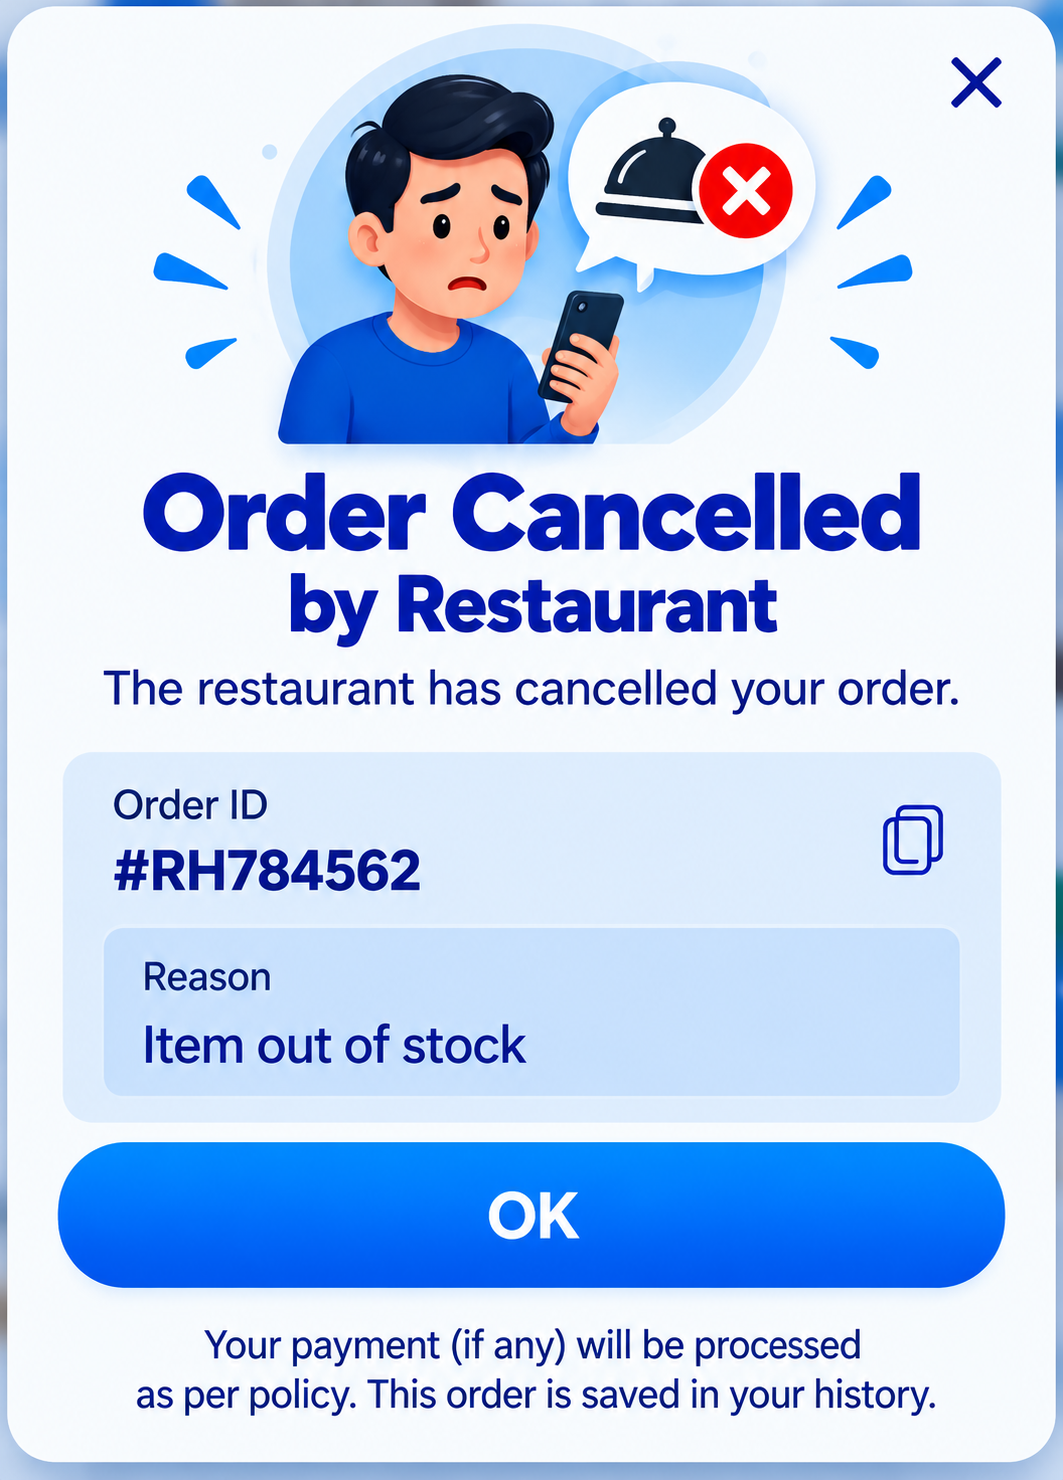 Order Cancelled
by Restaurant
The restaurant has cancelled your order.
Order ID
#RH784562
Reason
Item out of stock
OK
Your payment (if any) will be processed
as per policy. This order is saved in your history.